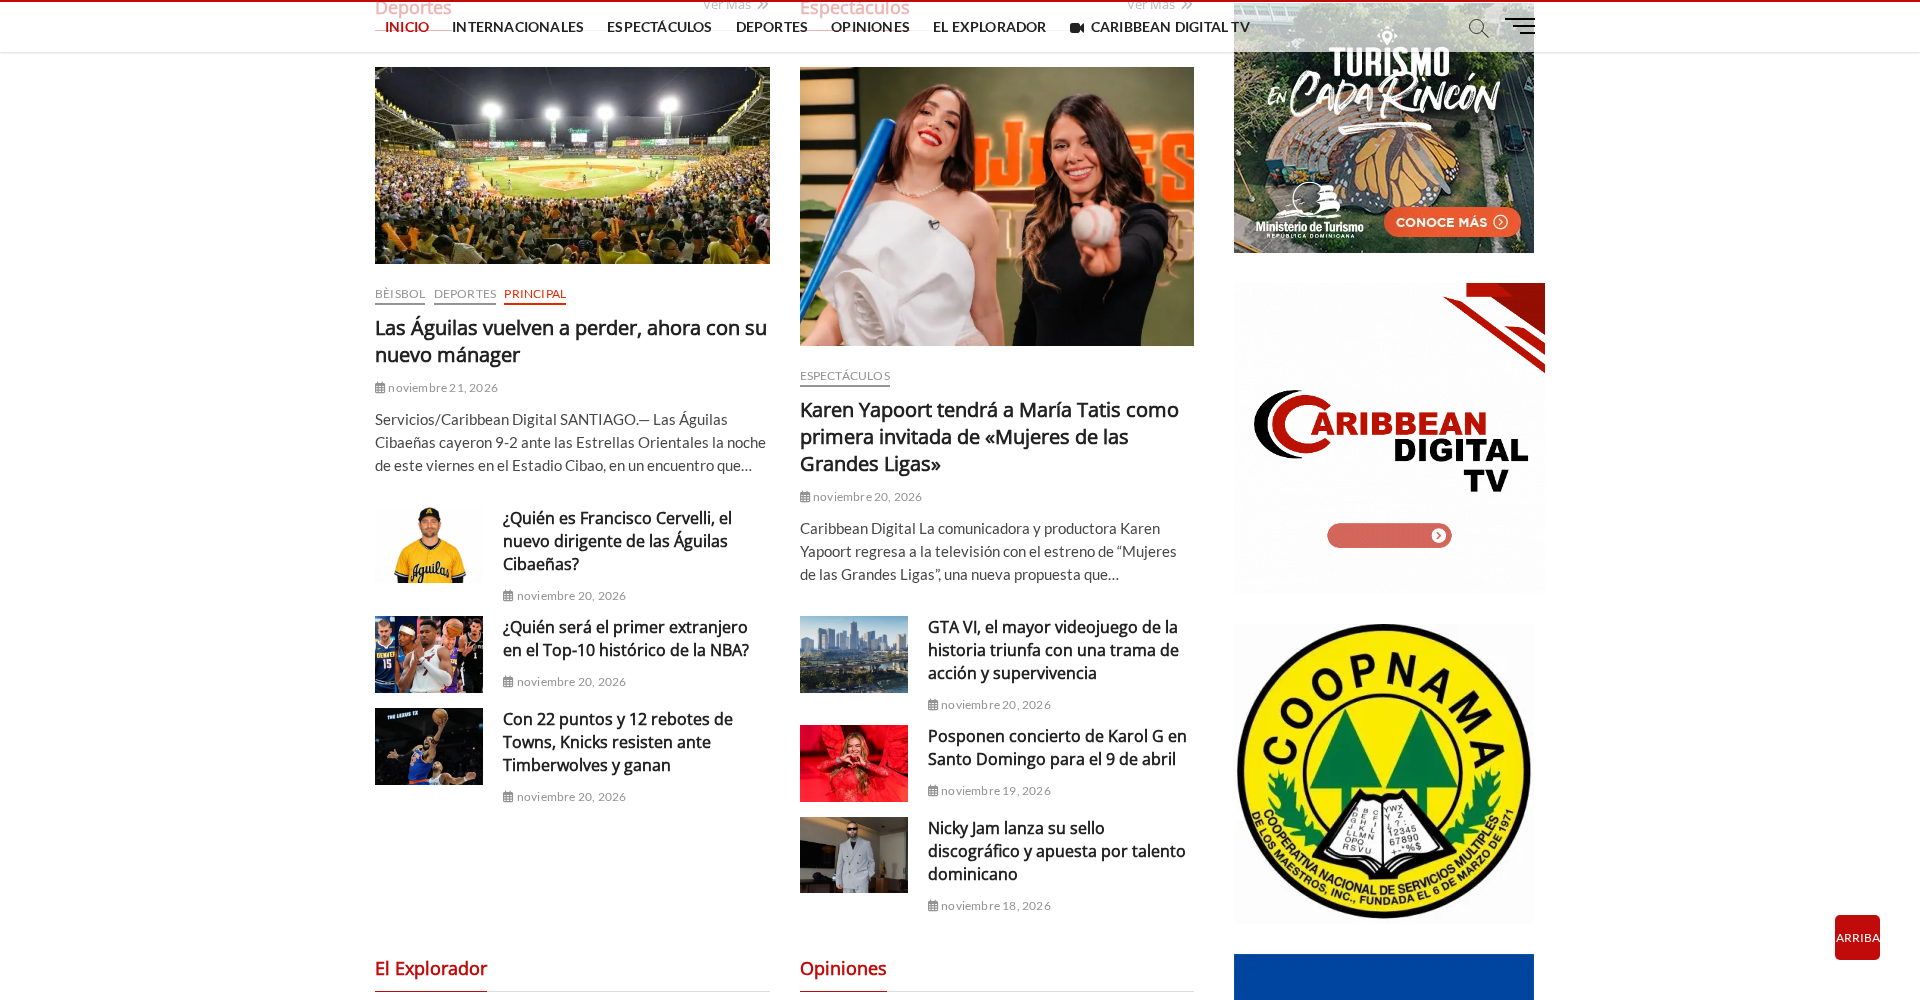 Deportes
Ver Más
Espectáculos
Ver Más
INICIO INTERNACIONALES ESPECTÁCULOS DEPORTES OPINIONES EL EXPLORADOR CARIBBEAN DIGITAL TV
BÈISBOL DEPORTES PRINCIPAL
Las Águilas vuelven a perder, ahora con su
nuevo mánager
noviembre 21, 2026
Servicios/Caribbean Digital SANTIAGO.— Las Águilas
Cibaeñas cayeron 9-2 ante las Estrellas Orientales la noche
de este viernes en el Estadio Cibao, en un encuentro que…
Aguilas
¿Quién es Francisco Cervelli, el
nuevo dirigente de las Águilas
Cibaeñas?
noviembre 20, 2026
DENVER
15
¿Quién será el primer extranjero
en el Top-10 histórico de la NBA?
noviembre 20, 2026
Con 22 puntos y 12 rebotes de
Towns, Knicks resisten ante
Timberwolves y ganan
noviembre 20, 2026
El Explorador
ESPECTÁCULOS
Karen Yapoort tendrá a María Tatis como
primera invitada de «Mujeres de las
Grandes Ligas»
noviembre 20, 2026
Caribbean Digital La comunicadora y productora Karen
Yapoort regresa a la televisión con el estreno de “Mujeres
de las Grandes Ligas”, una nueva propuesta que…
GTA VI, el mayor videojuego de la
historia triunfa con una trama de
acción y supervivencia
noviembre 20, 2026
Posponen concierto de Karol G en
Santo Domingo para el 9 de abril
noviembre 19, 2026
Nicky Jam lanza su sello
discográfico y apuesta por talento
dominicano
noviembre 18, 2026
Opiniones
TURISMO
EN CADA RINCÓN
Ministerio de Turismo
REPÚBLICA DOMINICANA
CONOCE MÁS
CARIBBEAN
DIGITAL
TV
COOPNAMA
COOPERATIVA NACIONAL DE SERVICIOS MULTIPLES
DE LOS MAESTROS, INC., FUNDADA EL 6 DE MARZO DE 1971
ARRIBA